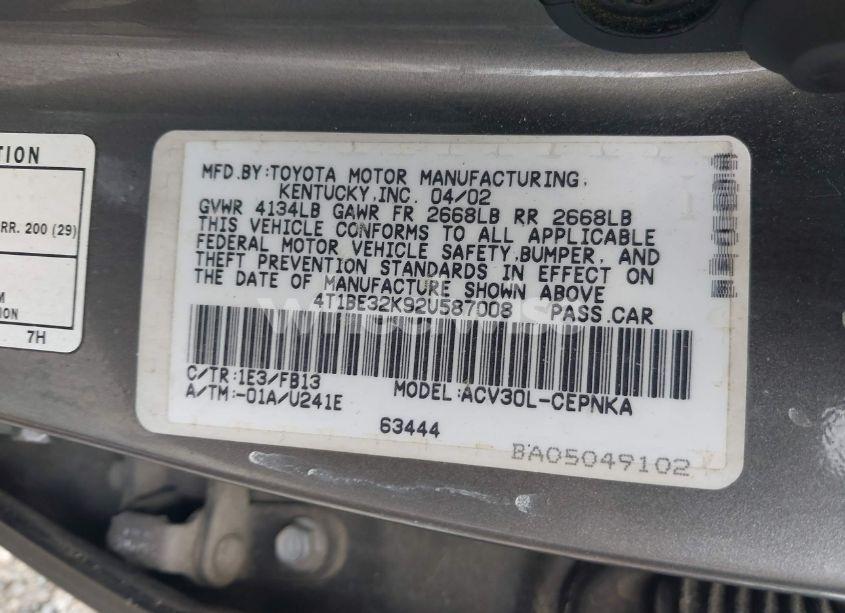 TION
RR. 200 (29)
M
TION
7H
MFD.BY:TOYOTA MOTOR MANUFACTURING,
KENTUCKY,INC. 04/02
GVWR 4134LB GAWR FR 2668LB RR 2668LB
THIS VEHICLE CONFORMS TO ALL APPLICABLE
FEDERAL MOTOR VEHICLE SAFETY,BUMPER, AND
THEFT PREVENTION STANDARDS IN EFFECT ON
THE DATE OF MANUFACTURE SHOWN ABOVE
4T1BE32K92U587008 PASS.CAR
C/TR:1E3/FB13
A/TM:-01A/U241E
MODEL:ACV30L-CEPNKA
63444
BA05049102